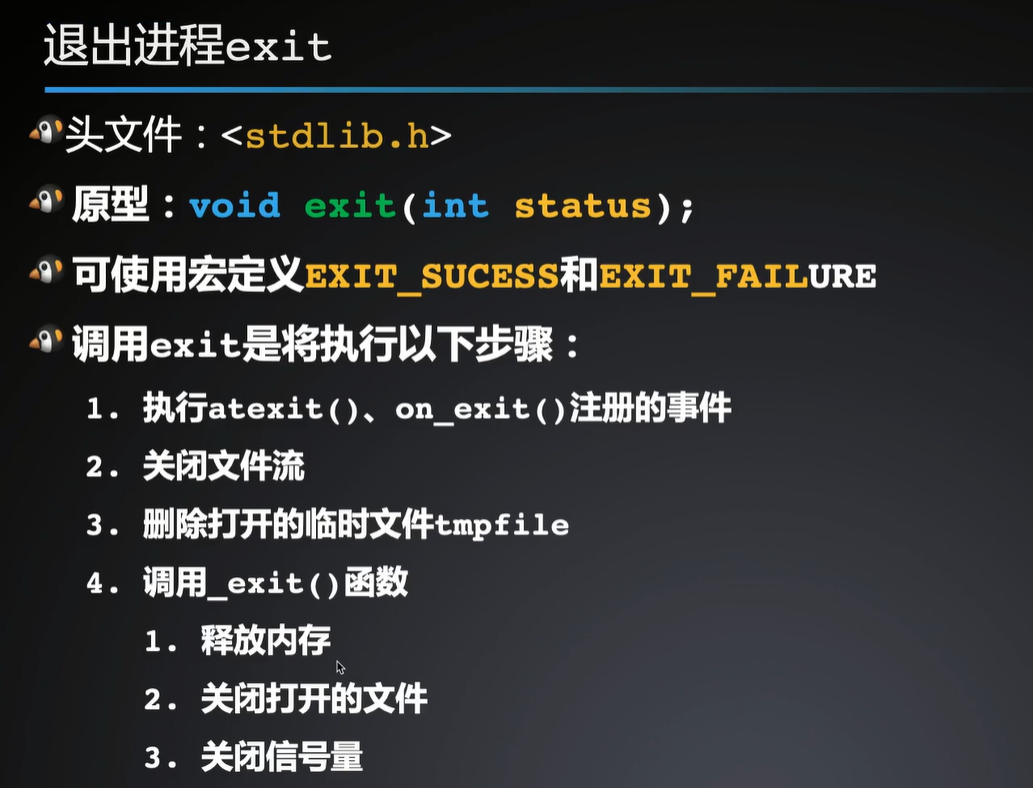 退出进程exit
头文件：<stdlib.h>
原型：void exit(int status);
可使用宏定义EXIT_SUCESS和EXIT_FAILURE
调用exit是将执行以下步骤：
1. 执行atexit()、on_exit()注册的事件
2. 关闭文件流
3. 删除打开的临时文件tmpfile
4. 调用_exit()函数
1. 释放内存
2. 关闭打开的文件
3. 关闭信号量